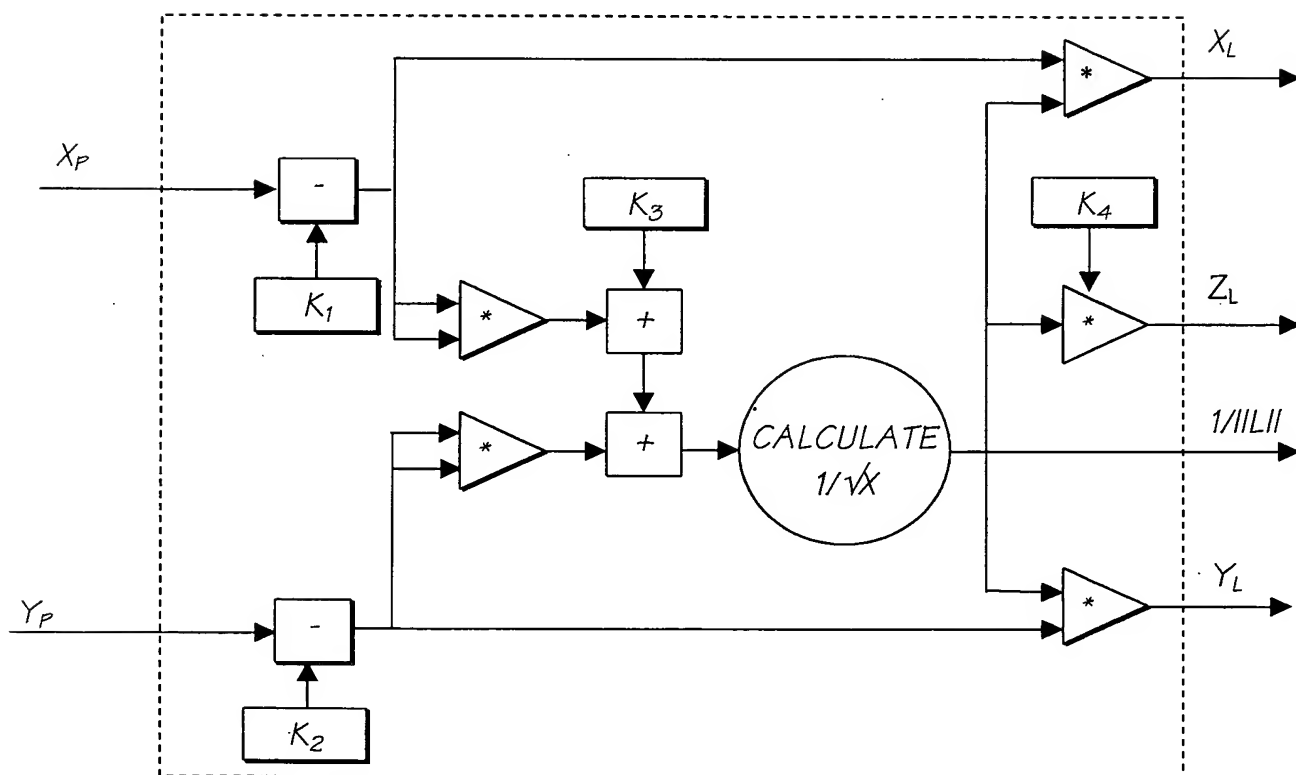 X_L
X_P
-
*
K_3
K_4
K_1
*
+
*
Z_L
*
+
CALCULATE
1/√X
1/||L||
Y_P
-
*
Y_L
K_2